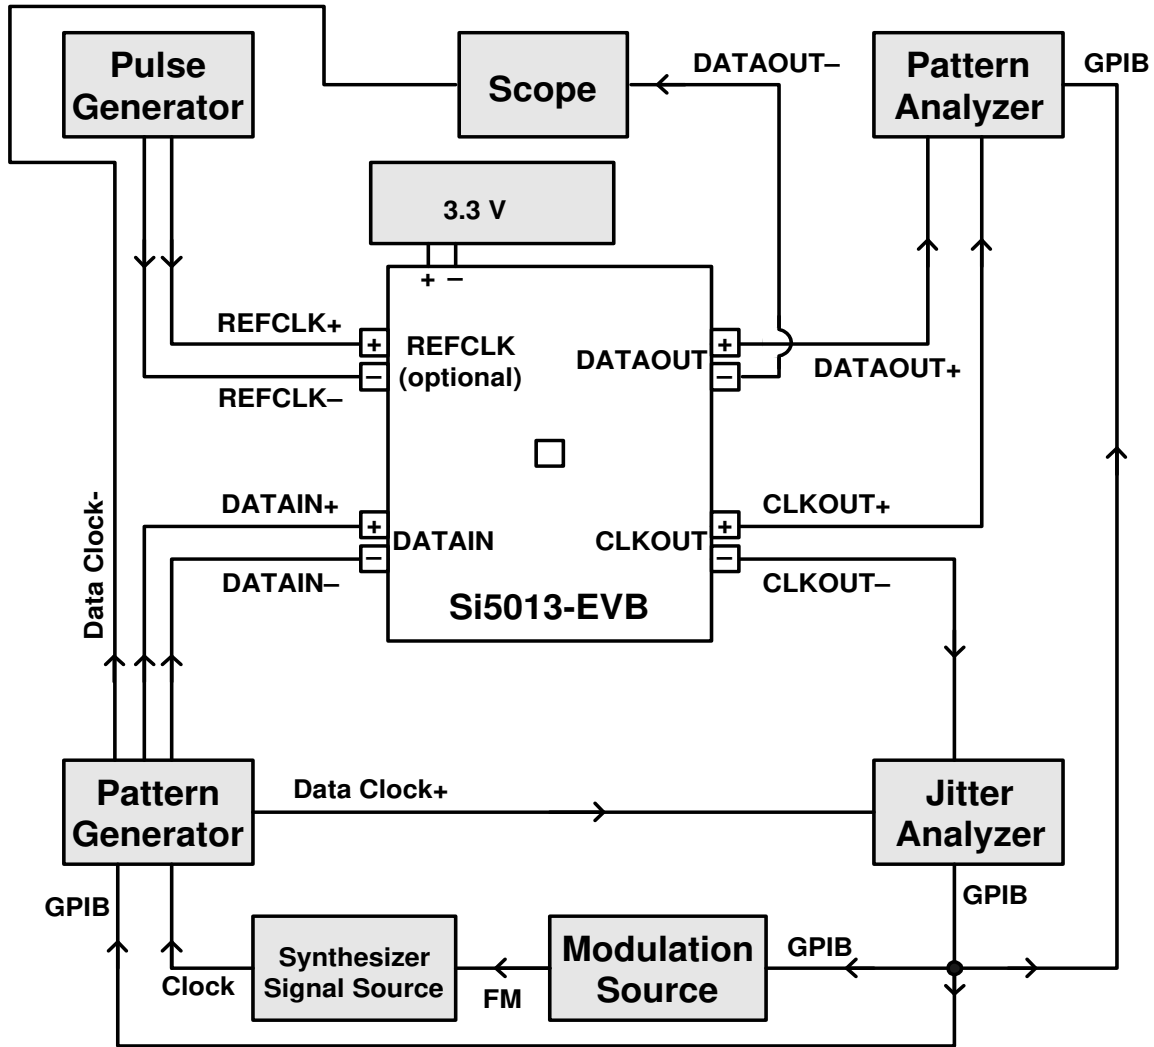 Pulse
Generator
Scope
DATAOUT–
Pattern
Analyzer
GPIB
3.3 V
+ –
REFCLK+
+
REFCLK
(optional)
–
REFCLK–
DATAOUT
+
–
DATAOUT+
Data Clock-
DATAIN+
+
DATAIN
–
DATAIN–
CLKOUT
+
–
CLKOUT+
CLKOUT–
Si5013-EVB
Pattern
Generator
Data Clock+
Jitter
Analyzer
GPIB
GPIB
Clock
Synthesizer
Signal Source
FM
Modulation
Source
GPIB